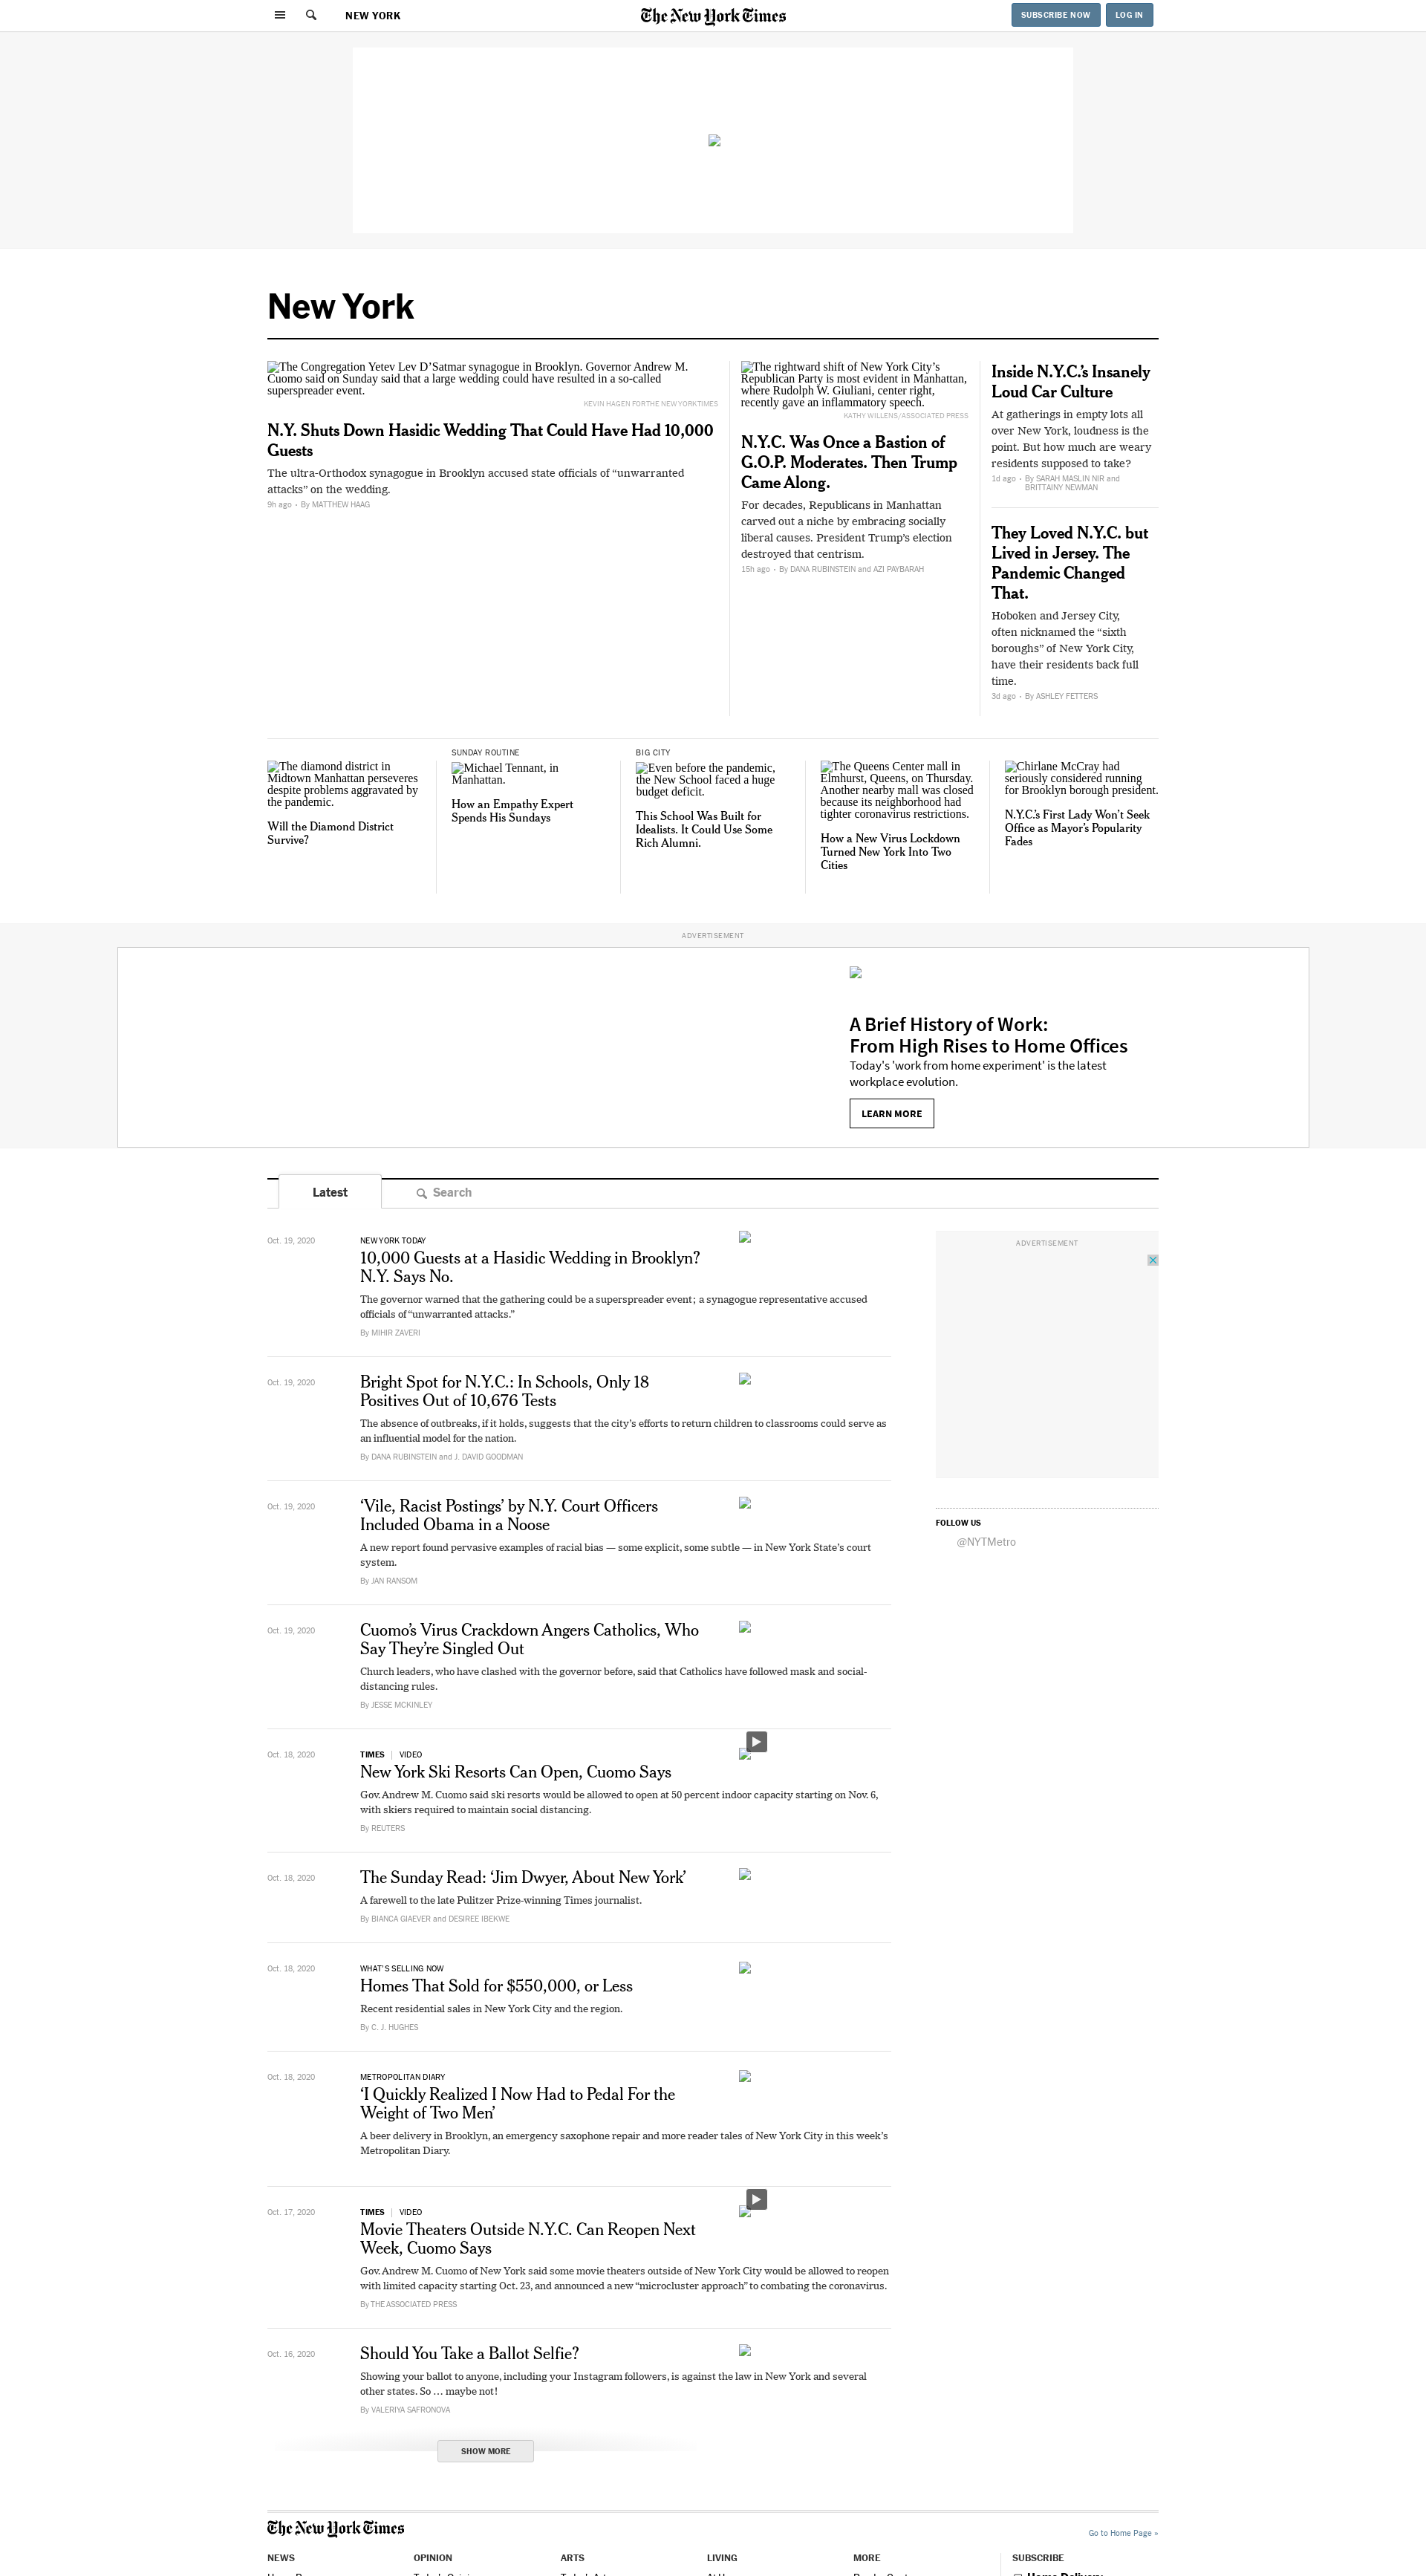 NEW YORK
The New York Times
SUBSCRIBE NOW
LOG IN
New York
The Congregation Yetev Lev D’Satmar synagogue in Brooklyn. Governor Andrew M.
Cuomo said on Sunday said that a large wedding could have resulted in a so-called
superspreader event.
KEVIN HAGEN FOR THE NEW YORK TIMES
N.Y. Shuts Down Hasidic Wedding That Could Have Had 10,000
Guests
The ultra-Orthodox synagogue in Brooklyn accused state officials of “unwarranted
attacks” on the wedding.
9h ago • By MATTHEW HAAG
The rightward shift of New York City’s
Republican Party is most evident in Manhattan,
where Rudolph W. Giuliani, center right,
recently gave an inflammatory speech.
KATHY WILLENS/ASSOCIATED PRESS
N.Y.C. Was Once a Bastion of
G.O.P. Moderates. Then Trump
Came Along.
For decades, Republicans in Manhattan
carved out a niche by embracing socially
liberal causes. President Trump’s election
destroyed that centrism.
15h ago • By DANA RUBINSTEIN and AZI PAYBARAH
Inside N.Y.C.’s Insanely
Loud Car Culture
At gatherings in empty lots all
over New York, loudness is the
point. But how much are weary
residents supposed to take?
1d ago • By SARAH MASLIN NIR and
BRITTAINY NEWMAN
They Loved N.Y.C. but
Lived in Jersey. The
Pandemic Changed
That.
Hoboken and Jersey City,
often nicknamed the “sixth
boroughs” of New York City,
have their residents back full
time.
3d ago • By ASHLEY FETTERS
The diamond district in
Midtown Manhattan perseveres
despite problems aggravated by
the pandemic.
Will the Diamond District
Survive?
SUNDAY ROUTINE
Michael Tennant, in
Manhattan.
How an Empathy Expert
Spends His Sundays
BIG CITY
Even before the pandemic,
the New School faced a huge
budget deficit.
This School Was Built for
Idealists. It Could Use Some
Rich Alumni.
The Queens Center mall in
Elmhurst, Queens, on Thursday.
Another nearby mall was closed
because its neighborhood had
tighter coronavirus restrictions.
How a New Virus Lockdown
Turned New York Into Two
Cities
Chirlane McCray had
seriously considered running
for Brooklyn borough president.
N.Y.C.’s First Lady Won’t Seek
Office as Mayor’s Popularity
Fades
ADVERTISEMENT
A Brief History of Work:
From High Rises to Home Offices
Today's 'work from home experiment' is the latest
workplace evolution.
LEARN MORE
Latest
Search
Oct. 19, 2020
NEW YORK TODAY
10,000 Guests at a Hasidic Wedding in Brooklyn?
N.Y. Says No.
The governor warned that the gathering could be a superspreader event; a synagogue representative accused
officials of “unwarranted attacks.”
By MIHIR ZAVERI
ADVERTISEMENT
Oct. 19, 2020
Bright Spot for N.Y.C.: In Schools, Only 18
Positives Out of 10,676 Tests
The absence of outbreaks, if it holds, suggests that the city’s efforts to return children to classrooms could serve as
an influential model for the nation.
By DANA RUBINSTEIN and J. DAVID GOODMAN
Oct. 19, 2020
‘Vile, Racist Postings’ by N.Y. Court Officers
Included Obama in a Noose
A new report found pervasive examples of racial bias — some explicit, some subtle — in New York State’s court
system.
By JAN RANSOM
FOLLOW US
@NYTMetro
Oct. 19, 2020
Cuomo’s Virus Crackdown Angers Catholics, Who
Say They’re Singled Out
Church leaders, who have clashed with the governor before, said that Catholics have followed mask and social-
distancing rules.
By JESSE MCKINLEY
Oct. 18, 2020
TIMES | VIDEO
New York Ski Resorts Can Open, Cuomo Says
Gov. Andrew M. Cuomo said ski resorts would be allowed to open at 50 percent indoor capacity starting on Nov. 6,
with skiers required to maintain social distancing.
By REUTERS
Oct. 18, 2020
The Sunday Read: ‘Jim Dwyer, About New York’
A farewell to the late Pulitzer Prize-winning Times journalist.
By BIANCA GIAEVER and DESIREE IBEKWE
Oct. 18, 2020
WHAT'S SELLING NOW
Homes That Sold for $550,000, or Less
Recent residential sales in New York City and the region.
By C. J. HUGHES
Oct. 18, 2020
METROPOLITAN DIARY
‘I Quickly Realized I Now Had to Pedal For the
Weight of Two Men’
A beer delivery in Brooklyn, an emergency saxophone repair and more reader tales of New York City in this week’s
Metropolitan Diary.
Oct. 17, 2020
TIMES | VIDEO
Movie Theaters Outside N.Y.C. Can Reopen Next
Week, Cuomo Says
Gov. Andrew M. Cuomo of New York said some movie theaters outside of New York City would be allowed to reopen
with limited capacity starting Oct. 23, and announced a new “microcluster approach” to combating the coronavirus.
By THE ASSOCIATED PRESS
Oct. 16, 2020
Should You Take a Ballot Selfie?
Showing your ballot to anyone, including your Instagram followers, is against the law in New York and several
other states. So … maybe not!
By VALERIYA SAFRONOVA
SHOW MORE
The New York Times
Go to Home Page »
NEWS
OPINION
ARTS
LIVING
MORE
SUBSCRIBE